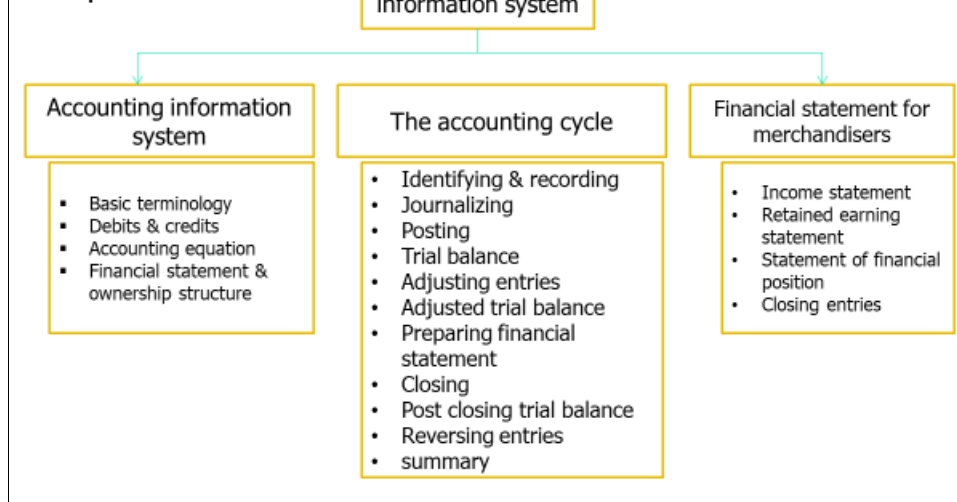 information system
Accounting information
system
▪ Basic terminology
▪ Debits & credits
▪ Accounting equation
▪ Financial statement &
ownership structure
The accounting cycle
• Identifying & recording
• Journalizing
• Posting
• Trial balance
• Adjusting entries
• Adjusted trial balance
• Preparing financial
statement
• Closing
• Post closing trial balance
• Reversing entries
• summary
Financial statement for
merchandisers
• Income statement
• Retained earning
statement
• Statement of financial
position
• Closing entries